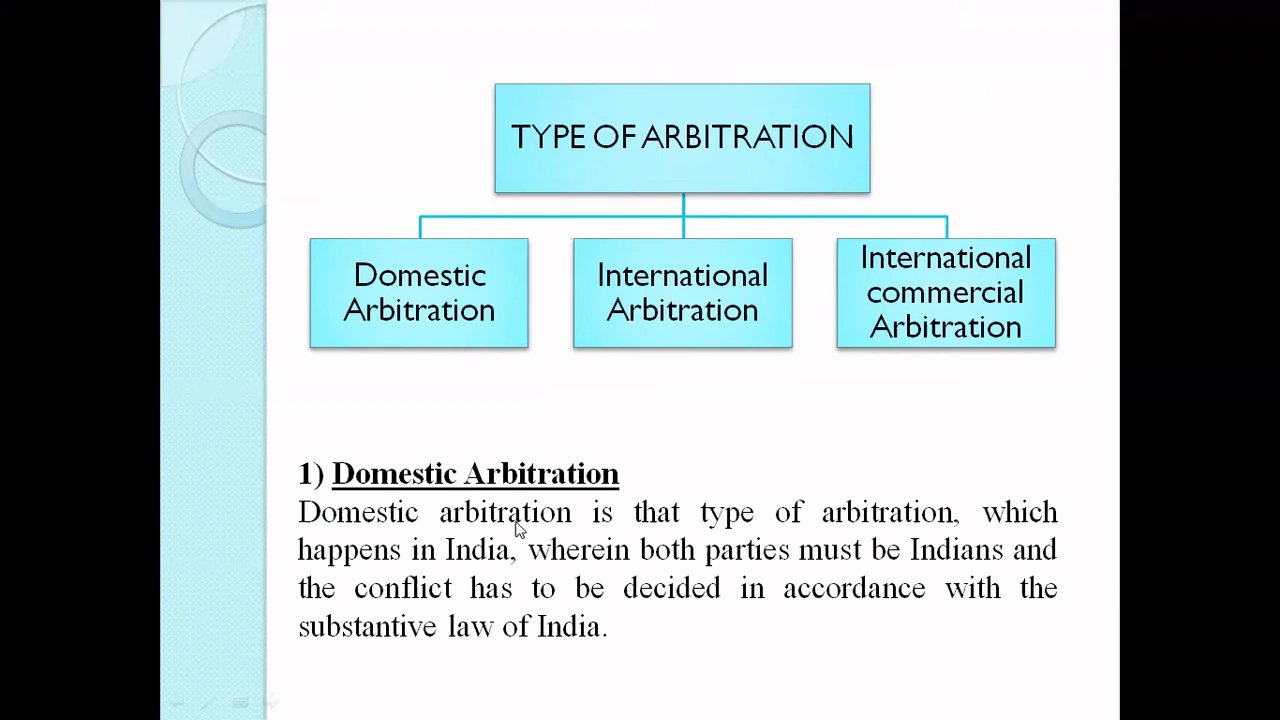 TYPE OF ARBITRATION
Domestic
Arbitration
International
Arbitration
International
commercial
Arbitration
1) Domestic Arbitration
Domestic arbitration is that type of arbitration, which
happens in India, wherein both parties must be Indians and
the conflict has to be decided in accordance with the
substantive law of India.